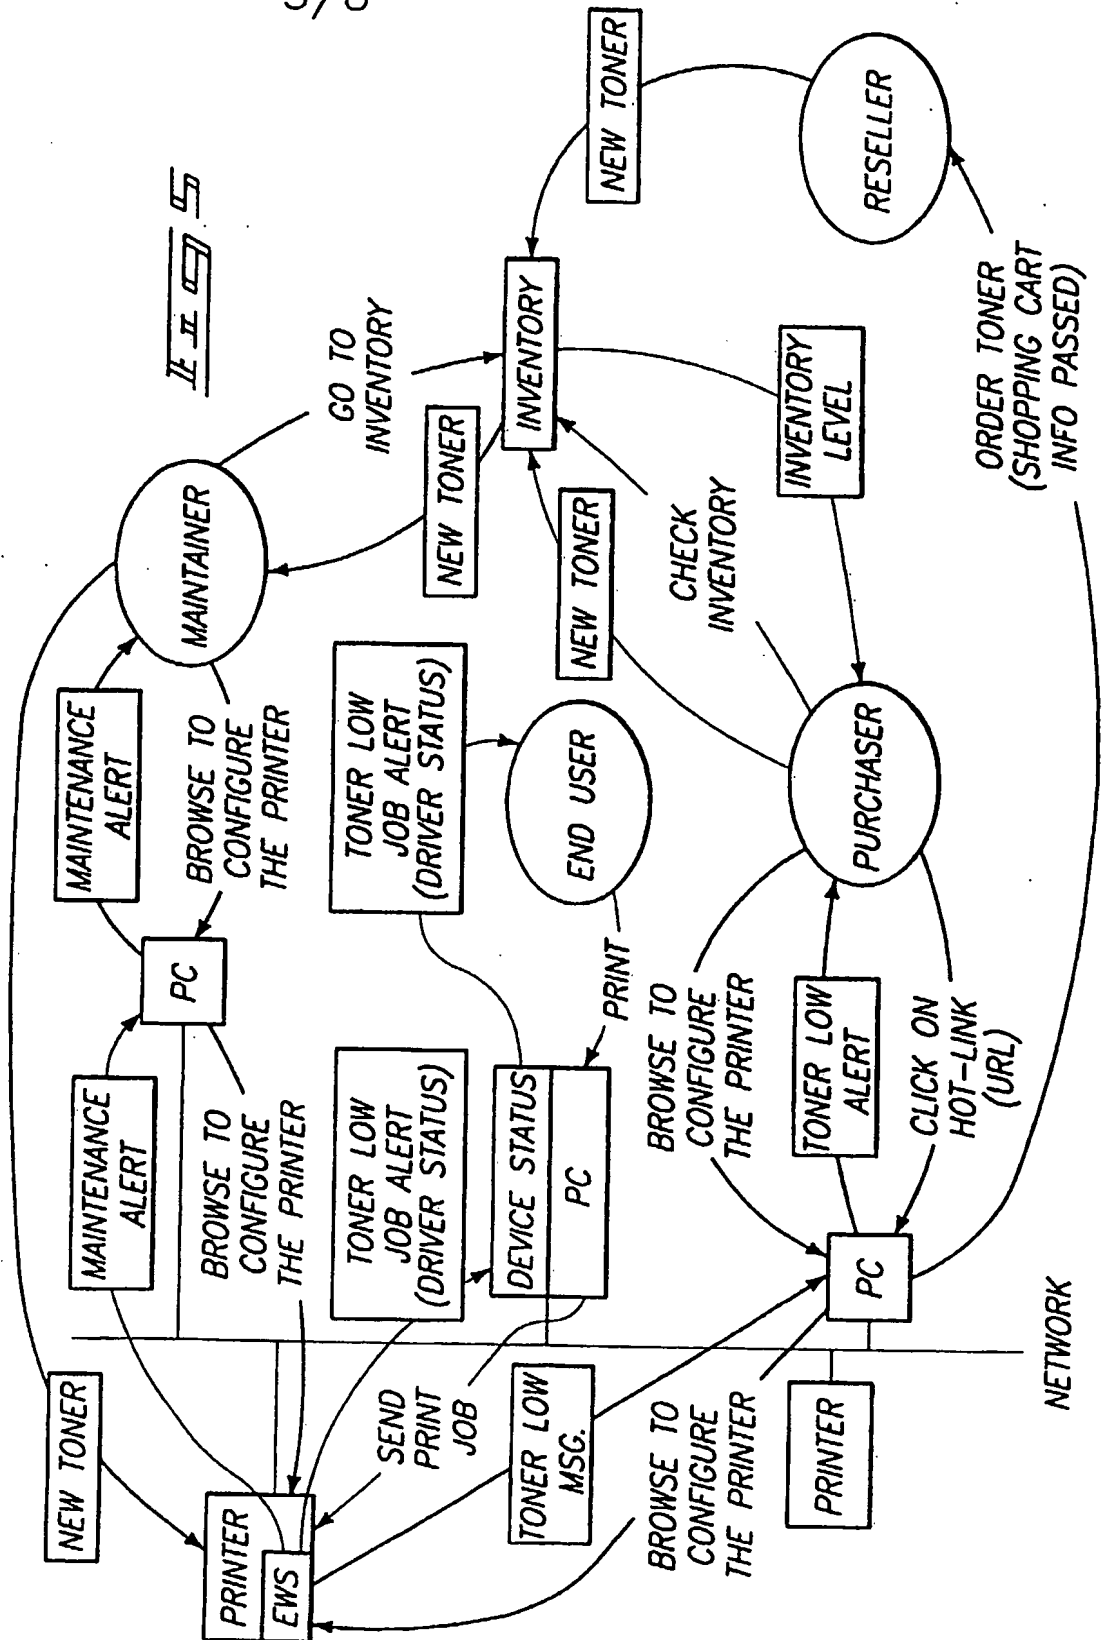 5/8
FIG 5
NEW TONER
MAINTENANCE
ALERT
PC
MAINTENANCE
ALERT
MAINTAINER
GO TO
INVENTORY
BROWSE TO
CONFIGURE
THE PRINTER
BROWSE TO
CONFIGURE
THE PRINTER
PRINTER
EWS
TONER LOW
JOB ALERT
(DRIVER STATUS)
TONER LOW
JOB ALERT
(DRIVER STATUS)
NEW TONER
INVENTORY
NEW TONER
SEND
PRINT
JOB
DEVICE STATUS
PC
PRINT
END USER
NEW TONER
CHECK
INVENTORY
TONER LOW
MSG.
BROWSE TO
CONFIGURE
THE PRINTER
BROWSE TO
CONFIGURE
THE PRINTER
TONER LOW
ALERT
PURCHASER
INVENTORY
LEVEL
RESELLER
PRINTER
PC
CLICK ON
HOT-LINK
(URL)
ORDER TONER
(SHOPPING CART
INFO PASSED)
NETWORK